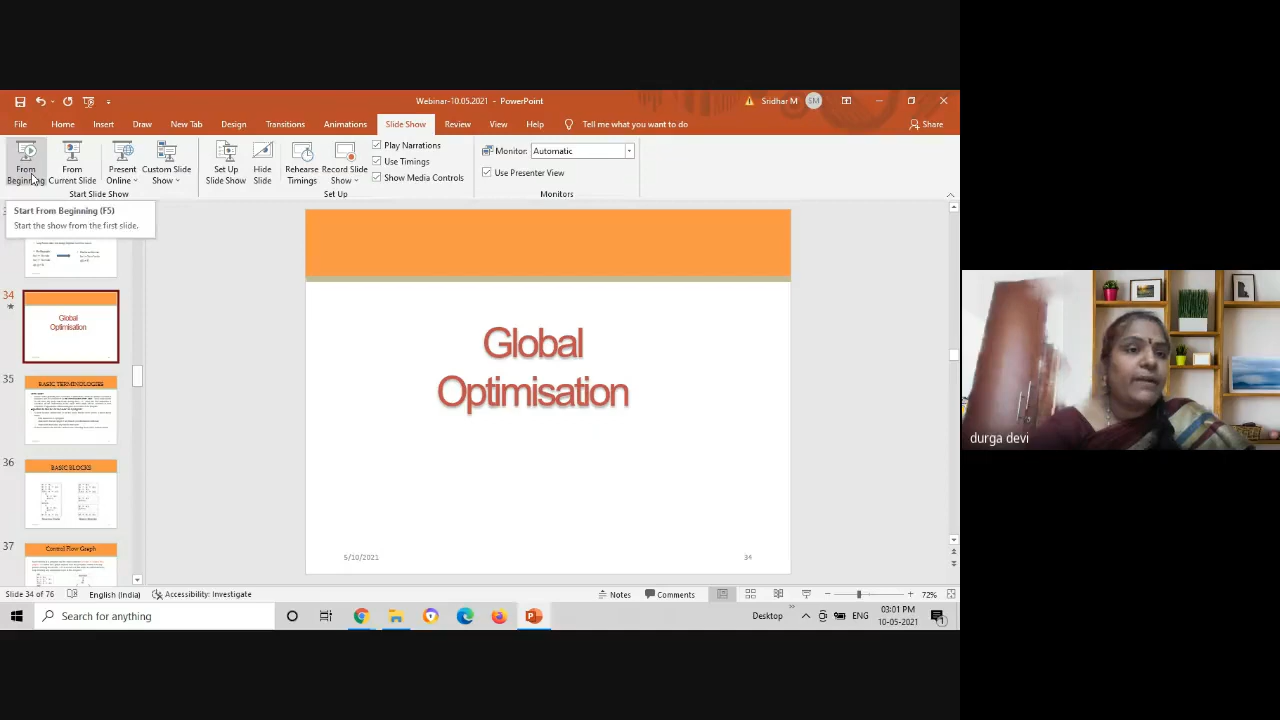 Webinar-10.05.2021 - PowerPoint
Sridhar M
SM
File Home Insert Draw New Tab Design Transitions Animations Slide Show Review View Help Tell me what you want to do Share
From Beginning
From Current Slide
Present Online
Custom Slide Show
Set Up Slide Show
Hide Slide
Rehearse Timings
Record Slide Show
Play Narrations
Use Timings
Show Media Controls
Monitor: Automatic
Use Presenter View
Start Slide Show
Set Up
Monitors
Start From Beginning (F5)
Start the show from the first slide.
34
Global
Optimisation
35
BASIC TERMINOLOGIES
36
BASIC BLOCKS
37
Control Flow Graph
Global
Optimisation
5/10/2021
34
durga devi
Slide 34 of 76 English (India) Accessibility: Investigate Notes Comments 72%
Search for anything
Desktop
ENG
03:01 PM
10-05-2021
1